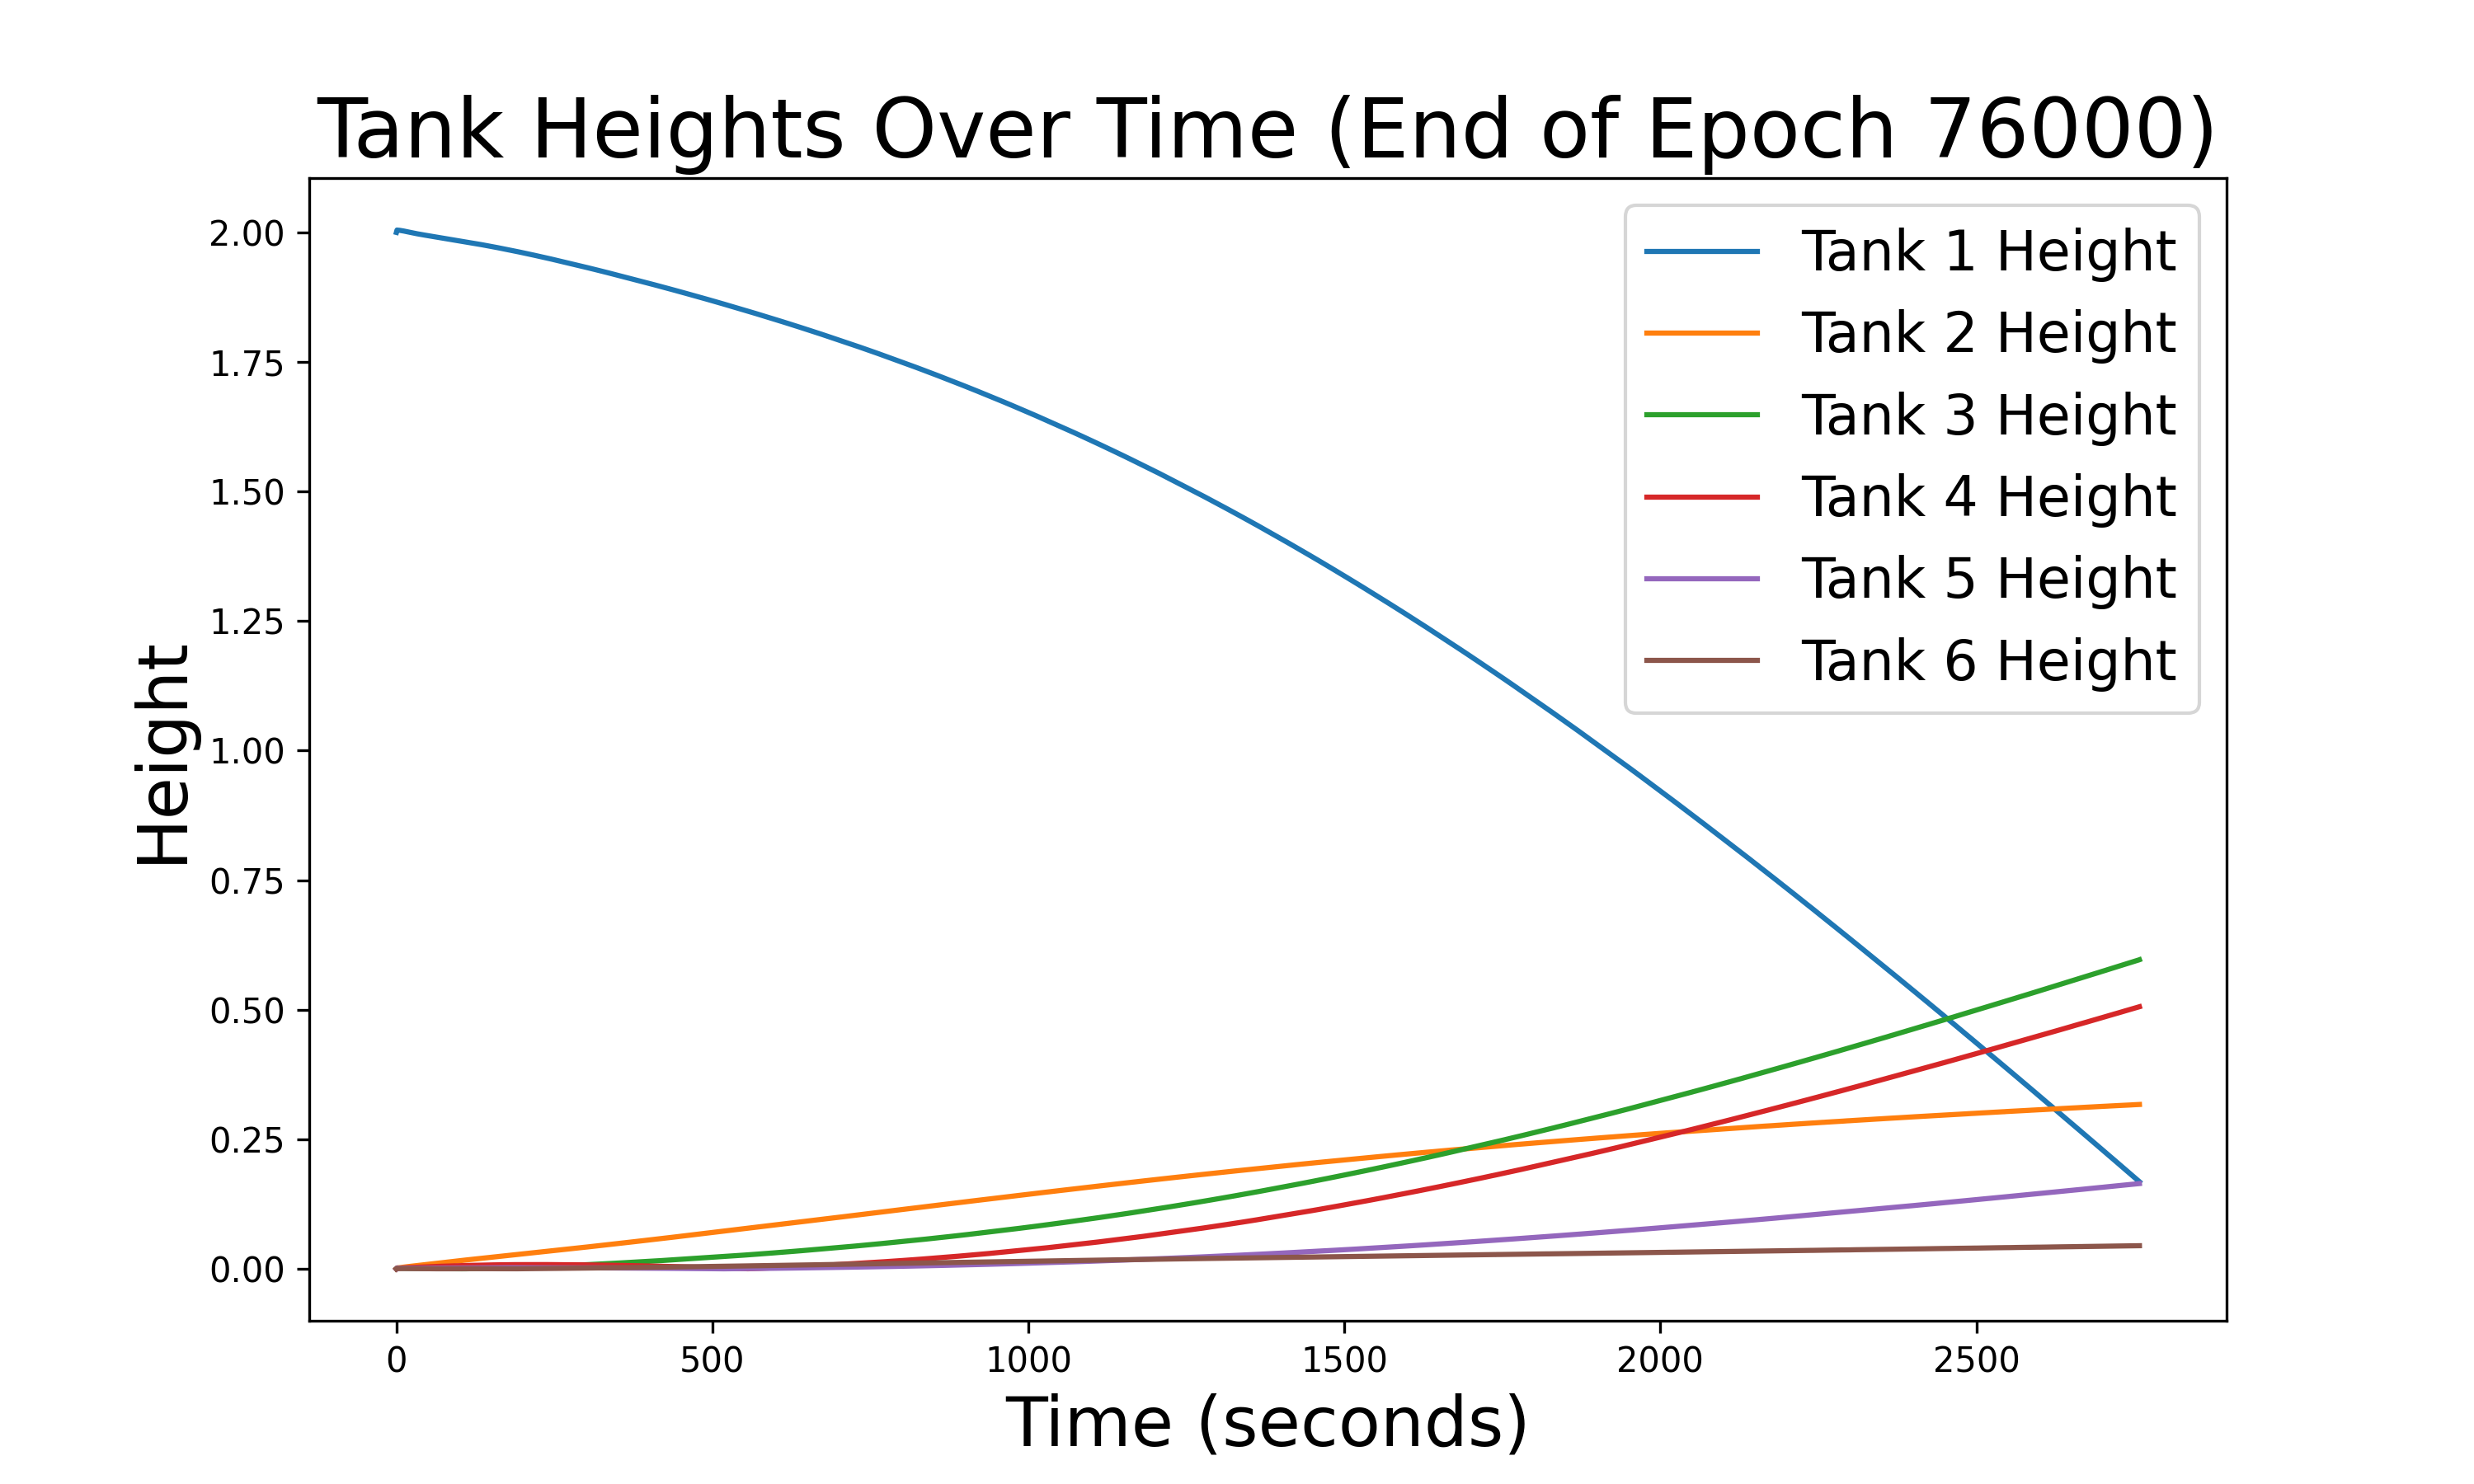 Tank Heights Over Time (End of Epoch 76000)
Height
2.00
1.75
1.50
1.25
1.00
0.75
0.50
0.25
0.00
Tank 1 Height
Tank 2 Height
Tank 3 Height
Tank 4 Height
Tank 5 Height
Tank 6 Height
0 500 1000 1500 2000 2500
Time (seconds)